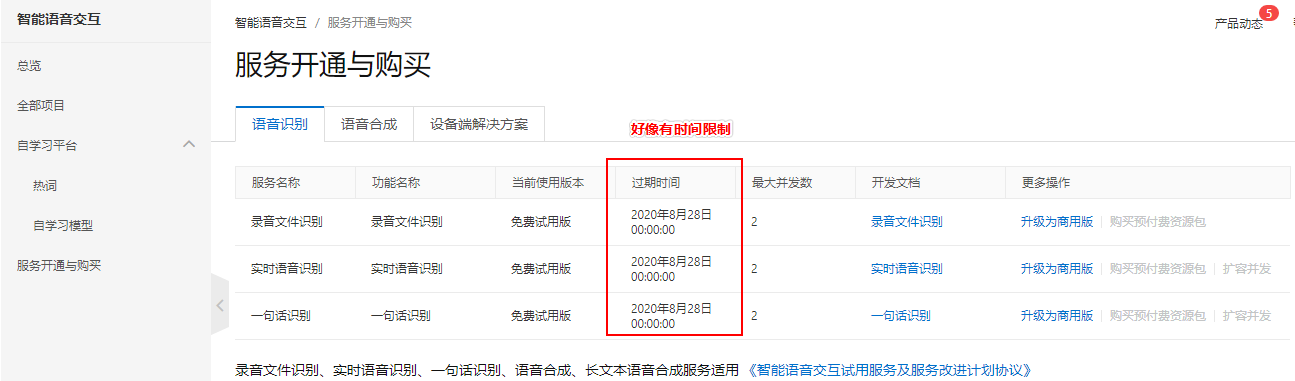 智能语音交互
总览
全部项目
自学习平台
热词
自学习模型
服务开通与购买
智能语音交互 / 服务开通与购买
产品动态
5
服务开通与购买
语音识别 语音合成 设备端解决方案
好像有时间限制
服务名称 功能名称 当前使用版本 过期时间 最大并发数 开发文档 更多操作
录音文件识别 录音文件识别 免费试用版 2020年8月28日 00:00:00 2 录音文件识别 升级为商用版 | 购买预付费资源包
实时语音识别 实时语音识别 免费试用版 2020年8月28日 00:00:00 2 实时语音识别 升级为商用版 | 购买预付费资源包 | 扩容并发
一句话识别 一句话识别 免费试用版 2020年8月28日 00:00:00 2 一句话识别 升级为商用版 | 购买预付费资源包 | 扩容并发
录音文件识别、实时语音识别、一句话识别、语音合成、长文本语音合成服务适用 《智能语音交互试用服务及服务改进计划协议》